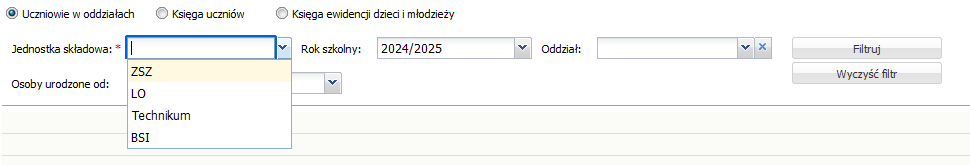 Uczniowie w oddziałach Księga uczniów Księga ewidencji dzieci i młodzieży
Jednostka składowa: * Rok szkolny: 2024/2025 Oddział: Filtruj
ZSZ
Osoby urodzone od: Wyczyść filtr
LO
Technikum
BSI